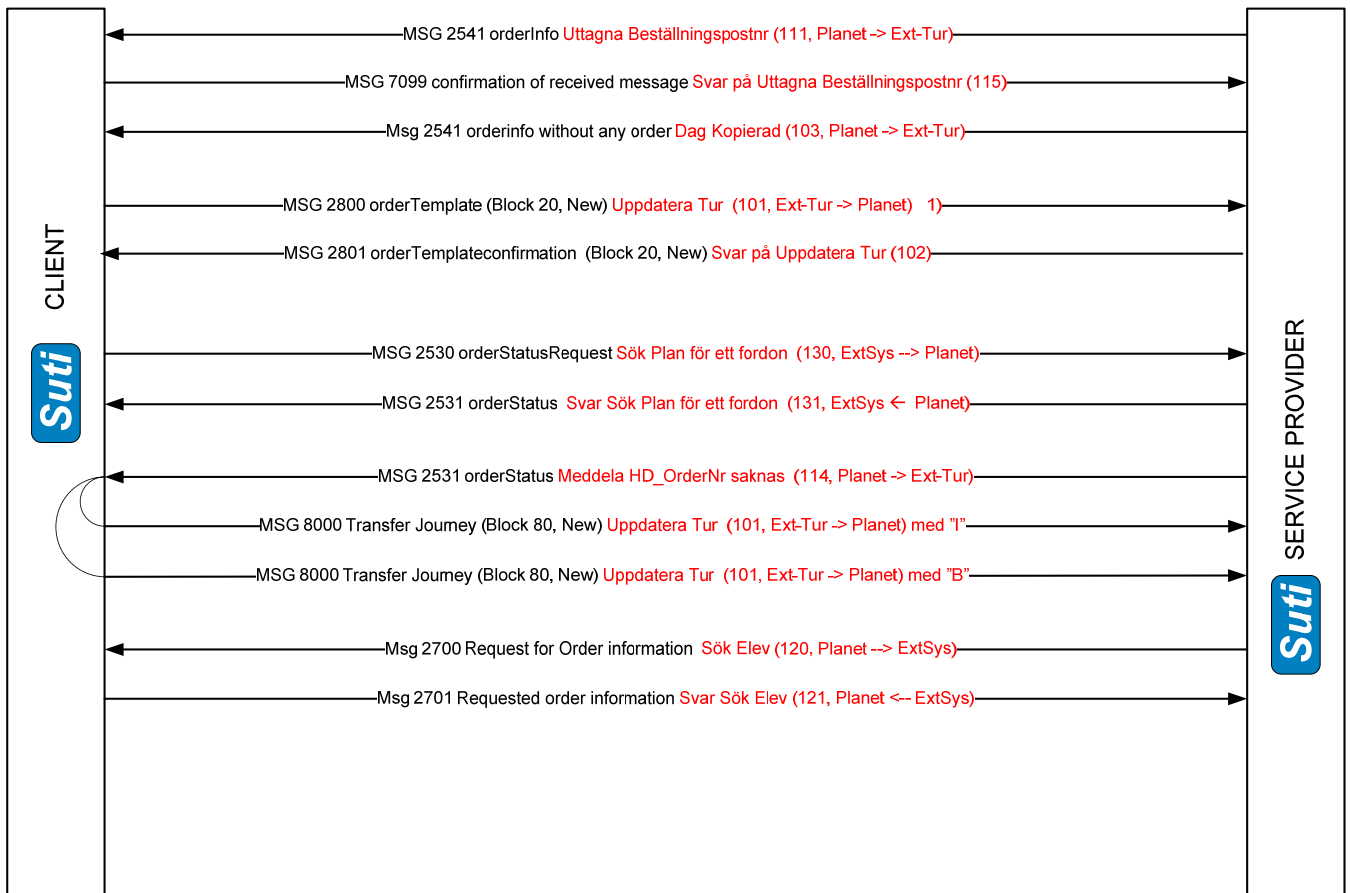 MSG 2541 orderInfo Uttagna Beställningspostnr (111, Planet -> Ext-Tur)
MSG 7099 confirmation of received message Svar på Uttagna Beställningspostnr (115)
Msg 2541 orderinfo without any order Dag Kopierad (103, Planet -> Ext-Tur)
MSG 2800 orderTemplate (Block 20, New) Uppdatera Tur (101, Ext-Tur -> Planet) 1)
MSG 2801 orderTemplateconfirmation (Block 20, New) Svar på Uppdatera Tur (102)
CLIENT
Suti
MSG 2530 orderStatusRequest Sök Plan för ett fordon (130, ExtSys --> Planet)
MSG 2531 orderStatus Svar Sök Plan för ett fordon (131, ExtSys ← Planet)
MSG 2531 orderStatus Meddela HD_OrderNr saknas (114, Planet -> Ext-Tur)
MSG 8000 Transfer Journey (Block 80, New) Uppdatera Tur (101, Ext-Tur -> Planet) med "I"
MSG 8000 Transfer Journey (Block 80, New) Uppdatera Tur (101, Ext-Tur -> Planet) med "B"
SERVICE PROVIDER
Suti
Msg 2700 Request for Order information Sök Elev (120, Planet --> ExtSys)
Msg 2701 Requested order information Svar Sök Elev (121, Planet <-- ExtSys)